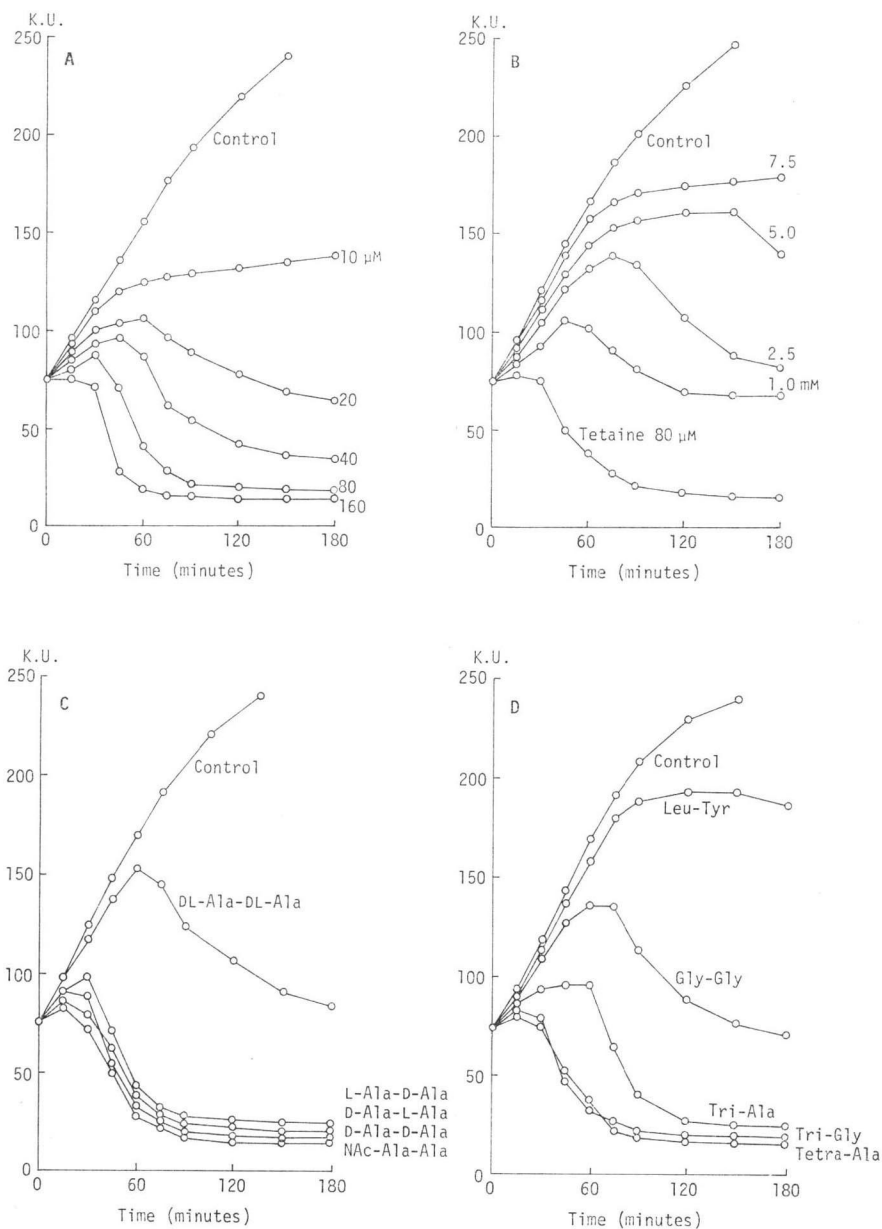 K.U.
250
A
200
Control
150
10 µM
100
50
20
40
80
160
0
0 60 120 180
Time (minutes)
K.U.
250
B
200
Control
7.5
150
5.0
100
2.5
1.0 mM
50
Tetaine 80 µM
0
0 60 120 180
Time (minutes)
K.U.
250
C
200
Control
150
DL-Ala-DL-Ala
100
50
L-Ala-D-Ala
D-Ala-L-Ala
D-Ala-D-Ala
NAc-Ala-Ala
0
0 60 120 180
Time (minutes)
K.U.
250
D
200
Control
Leu-Tyr
150
100
Gly-Gly
50
Tri-Ala
Tri-Gly
Tetra-Ala
0
0 60 120 180
Time (minutes)